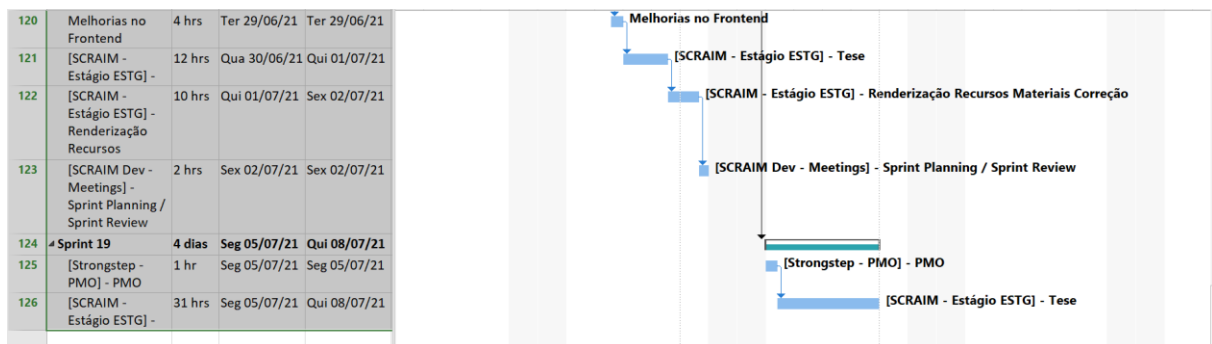 120 Melhorias no 4 hrs Ter 29/06/21 Ter 29/06/21 Melhorias no Frontend
Frontend
121 [SCRAIM - 12 hrs Qua 30/06/21 Qui 01/07/21 [SCRAIM - Estágio ESTG] - Tese
Estágio ESTG] -
122 [SCRAIM - 10 hrs Qui 01/07/21 Sex 02/07/21 [SCRAIM - Estágio ESTG] - Renderização Recursos Materiais Correção
Estágio ESTG] -
Renderização
Recursos
123 [SCRAIM Dev - 2 hrs Sex 02/07/21 Sex 02/07/21 [SCRAIM Dev - Meetings] - Sprint Planning / Sprint Review
Meetings] -
Sprint Planning /
Sprint Review
124 Sprint 19 4 dias Seg 05/07/21 Qui 08/07/21
125 [Strongstep - 1 hr Seg 05/07/21 Seg 05/07/21 [Strongstep - PMO] - PMO
PMO] - PMO
126 [SCRAIM - 31 hrs Seg 05/07/21 Qui 08/07/21 [SCRAIM - Estágio ESTG] - Tese
Estágio ESTG] -